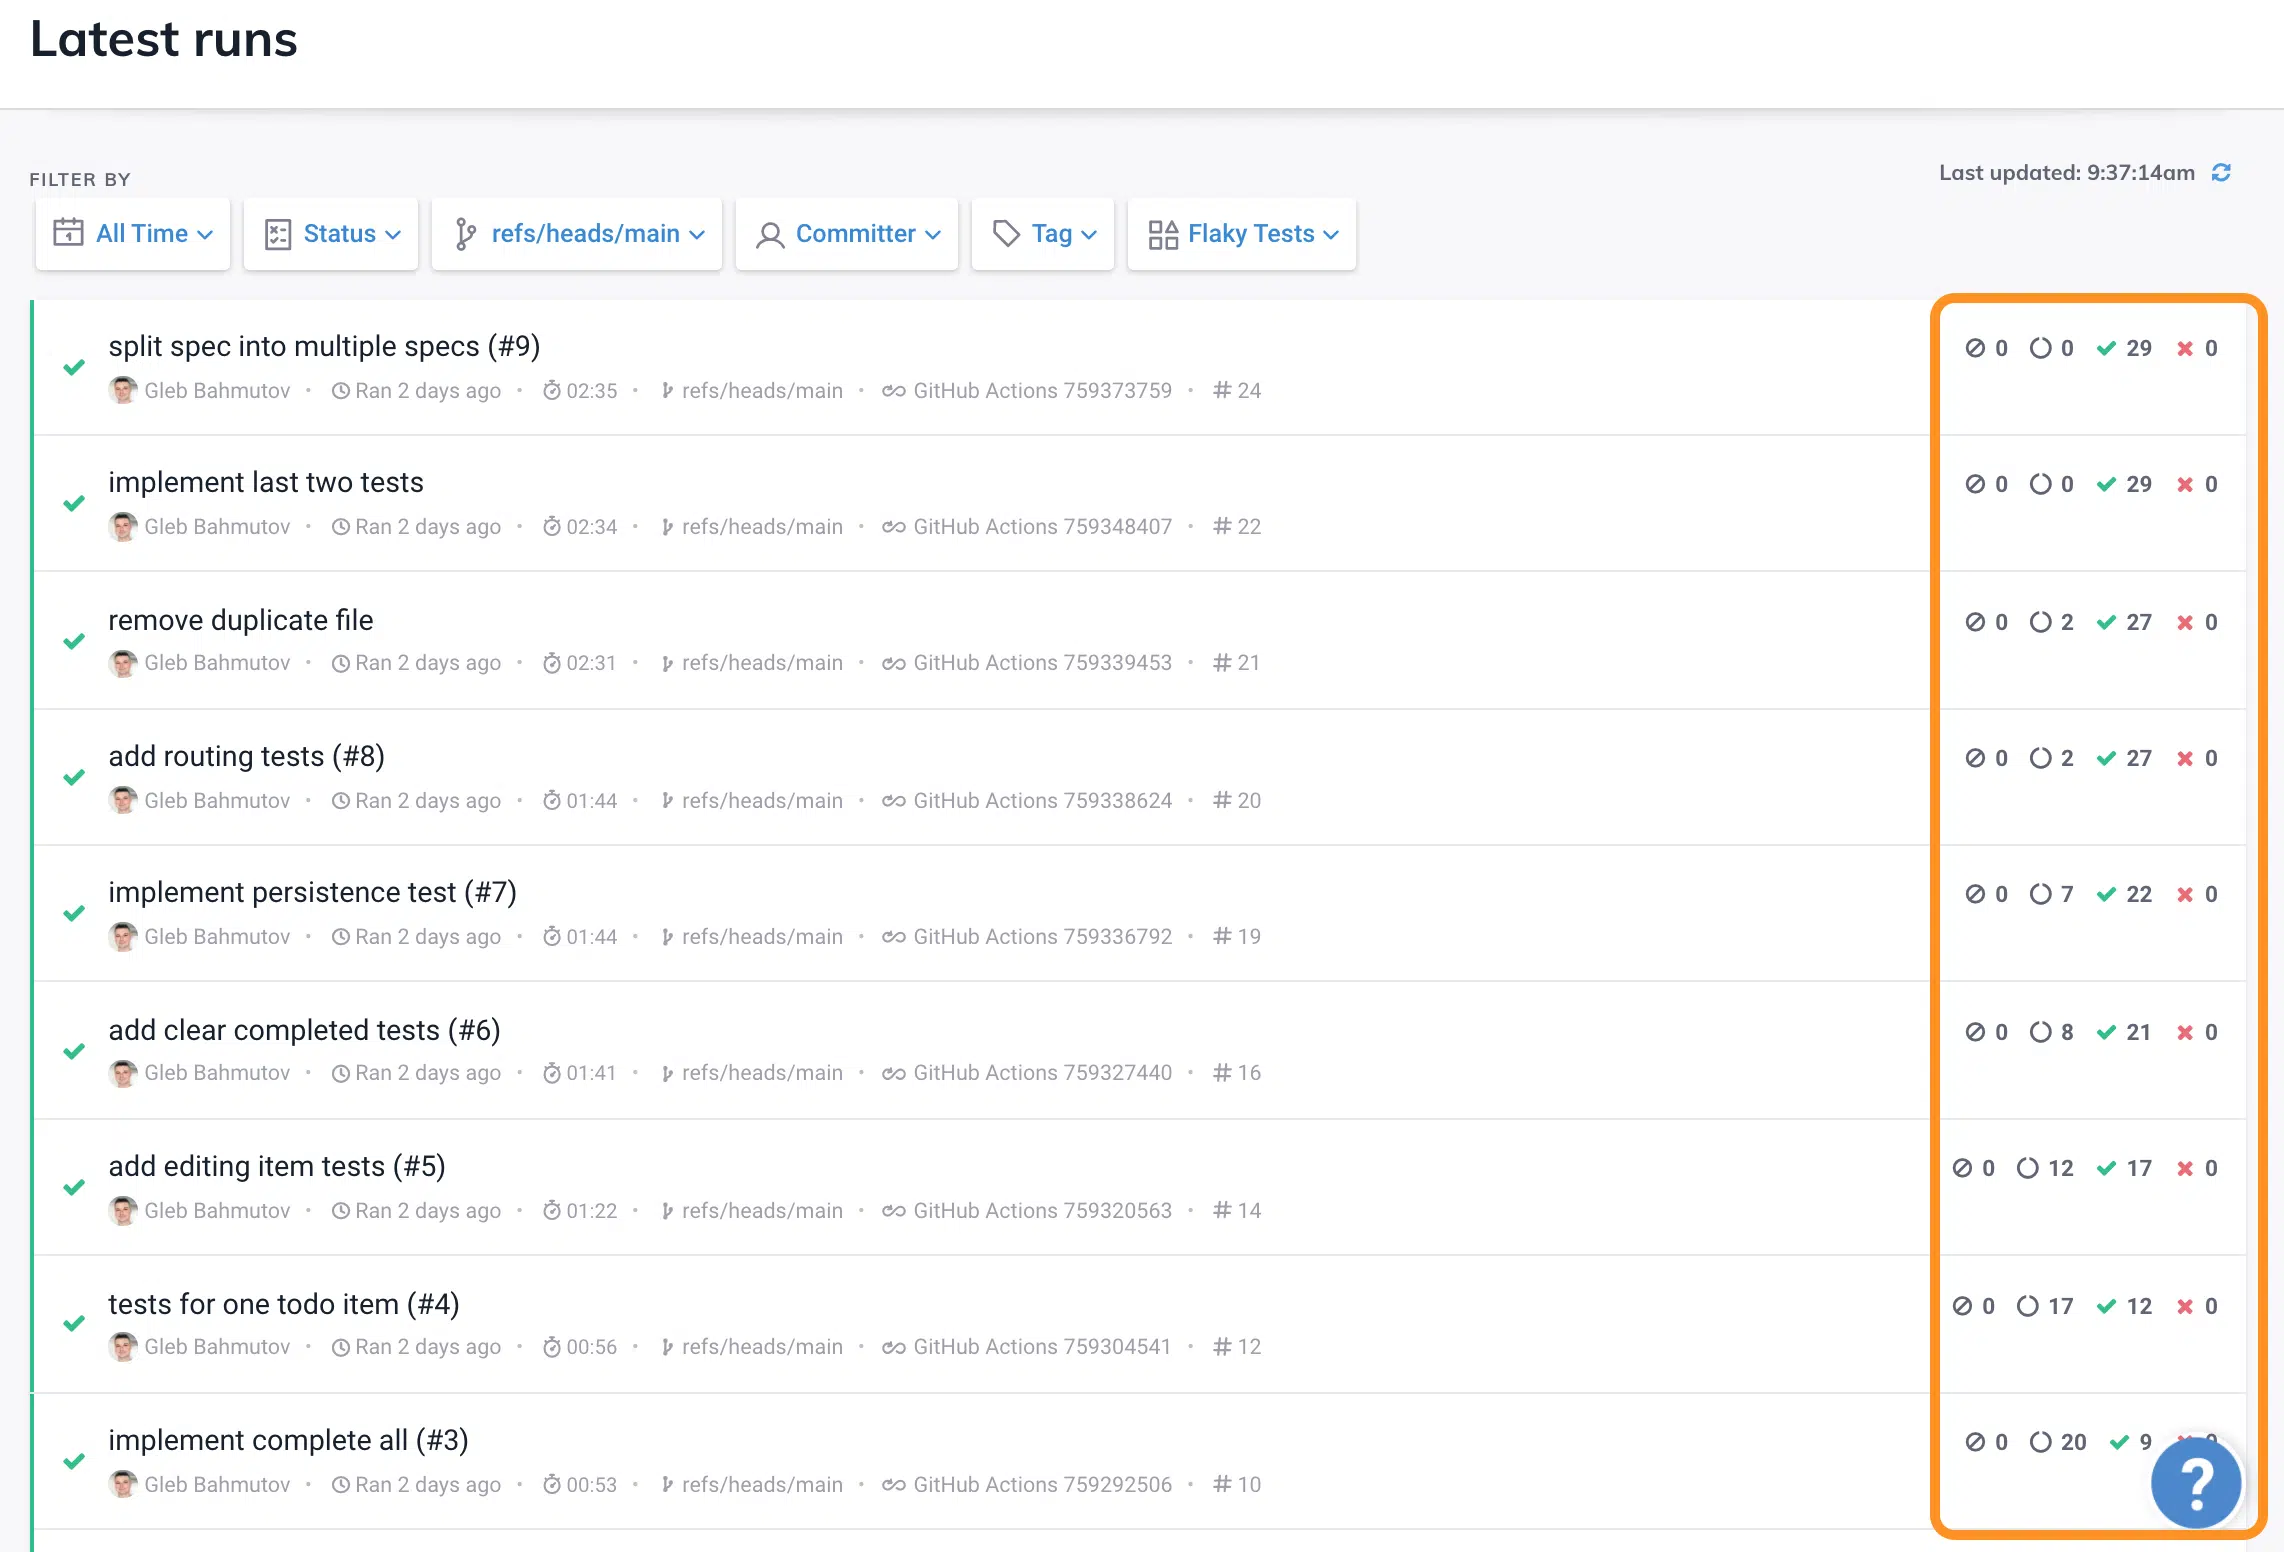 Latest runs
FILTER BY
Last updated: 9:37:14am
All Time
Status
refs/heads/main
Committer
Tag
Flaky Tests
split spec into multiple specs (#9)
0 0 29 0
Gleb Bahmutov • Ran 2 days ago • 02:35 • refs/heads/main • GitHub Actions 759373759 • # 24
implement last two tests
0 0 29 0
Gleb Bahmutov • Ran 2 days ago • 02:34 • refs/heads/main • GitHub Actions 759348407 • # 22
remove duplicate file
0 2 27 0
Gleb Bahmutov • Ran 2 days ago • 02:31 • refs/heads/main • GitHub Actions 759339453 • # 21
add routing tests (#8)
0 2 27 0
Gleb Bahmutov • Ran 2 days ago • 01:44 • refs/heads/main • GitHub Actions 759338624 • # 20
implement persistence test (#7)
0 7 22 0
Gleb Bahmutov • Ran 2 days ago • 01:44 • refs/heads/main • GitHub Actions 759336792 • # 19
add clear completed tests (#6)
0 8 21 0
Gleb Bahmutov • Ran 2 days ago • 01:41 • refs/heads/main • GitHub Actions 759327440 • # 16
add editing item tests (#5)
0 12 17 0
Gleb Bahmutov • Ran 2 days ago • 01:22 • refs/heads/main • GitHub Actions 759320563 • # 14
tests for one todo item (#4)
0 17 12 0
Gleb Bahmutov • Ran 2 days ago • 00:56 • refs/heads/main • GitHub Actions 759304541 • # 12
implement complete all (#3)
0 20 9
Gleb Bahmutov • Ran 2 days ago • 00:53 • refs/heads/main • GitHub Actions 759292506 • # 10
?